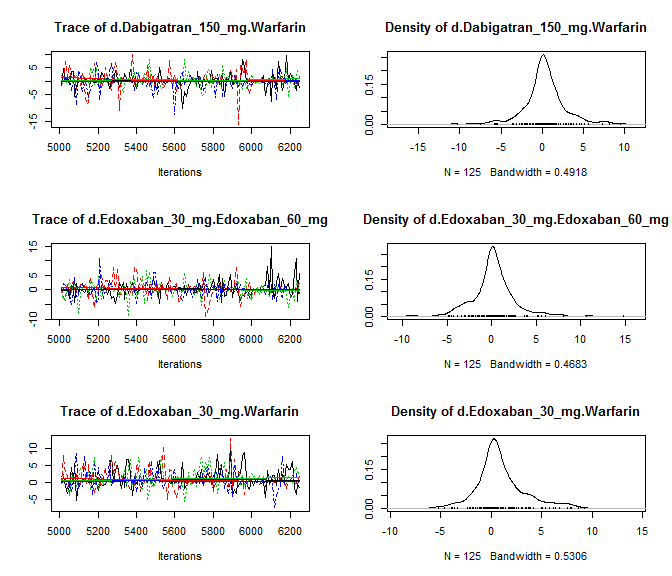 Trace of d.Dabigatran_150_mg.Warfarin
5
-5
-15
5000 5200 5400 5600 5800 6000 6200
Iterations
Density of d.Dabigatran_150_mg.Warfarin
0.15
0.00
-15 -10 -5 0 5 10
N = 125 Bandwidth = 0.4918
Trace of d.Edoxaban_30_mg.Edoxaban_60_mg
15
5
0
-10
5000 5200 5400 5600 5800 6000 6200
Iterations
Density of d.Edoxaban_30_mg.Edoxaban_60_mg
0.15
0.00
-10 -5 0 5 10 15
N = 125 Bandwidth = 0.4683
Trace of d.Edoxaban_30_mg.Warfarin
10
5
0
-5
5000 5200 5400 5600 5800 6000 6200
Iterations
Density of d.Edoxaban_30_mg.Warfarin
0.15
0.00
-10 -5 0 5 10 15
N = 125 Bandwidth = 0.5306